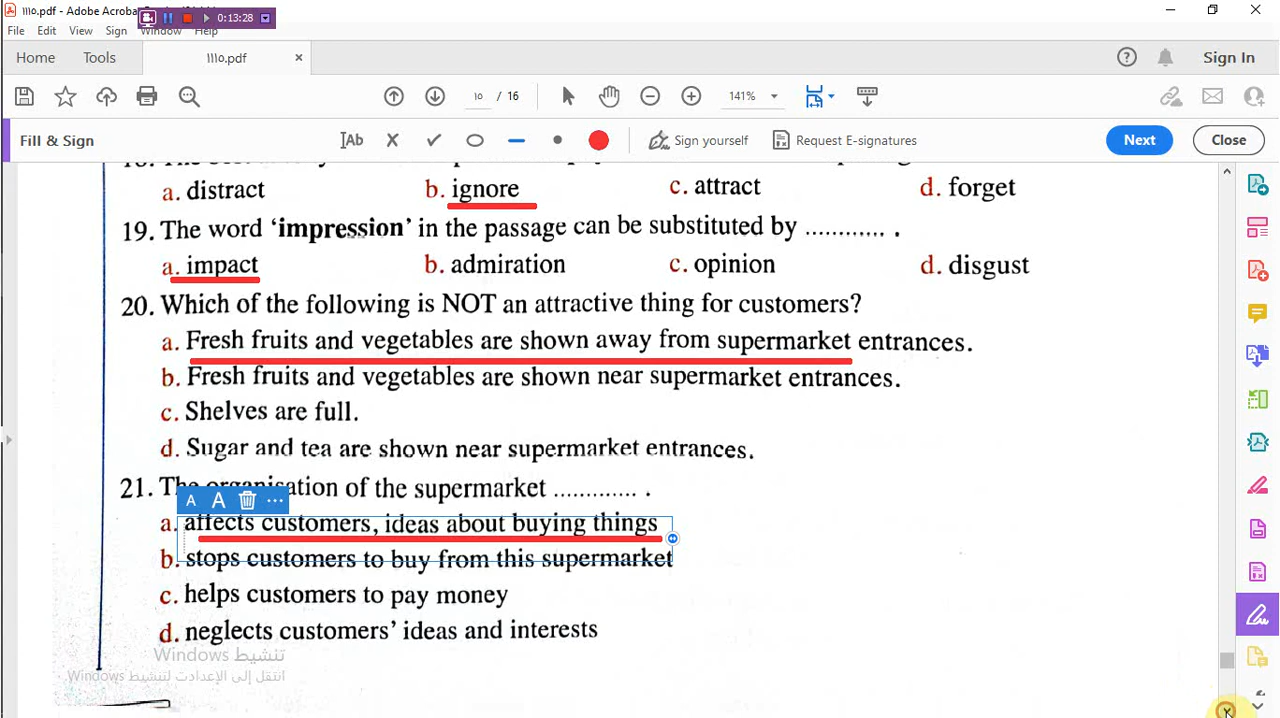 ١١١٥.pdf - Adobe Acroba
0:13:28
File Edit View Sign Window Help
Home Tools ١١١٥.pdf × Sign In
١٥ / 16 141%
Fill & Sign Ab Sign yourself Request E-signatures Next Close
a. distract b. ignore c. attract d. forget
19. The word ‘impression’ in the passage can be substituted by ............ .
a. impact b. admiration c. opinion d. disgust
20. Which of the following is NOT an attractive thing for customers?
a. Fresh fruits and vegetables are shown away from supermarket entrances.
b. Fresh fruits and vegetables are shown near supermarket entrances.
c. Shelves are full.
d. Sugar and tea are shown near supermarket entrances.
21. The organisation of the supermarket ............. .
A A
a. affects customers, ideas about buying things
b. stops customers to buy from this supermarket
c. helps customers to pay money
d. neglects customers’ ideas and interests
تنشيط Windows
انتقل إلى الإعدادات لتنشيط Windows